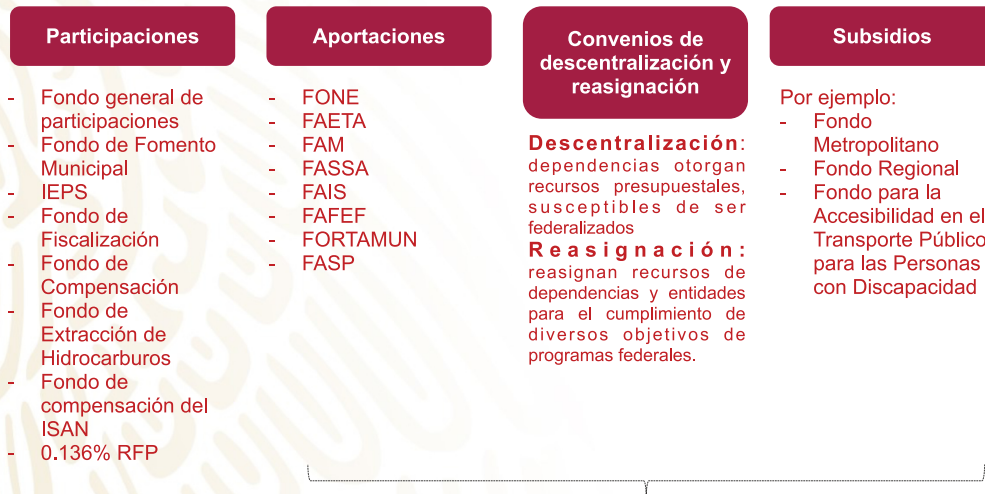 Participaciones
- Fondo general de
participaciones
- Fondo de Fomento
Municipal
- IEPS
- Fondo de
Fiscalización
- Fondo de
Compensación
- Fondo de
Extracción de
Hidrocarburos
- Fondo de
compensación del
ISAN
- 0.136% RFP
Aportaciones
- FONE
- FAETA
- FAM
- FASSA
- FAIS
- FAFEF
- FORTAMUN
- FASP
Convenios de
descentralización y
reasignación
Descentralización:
dependencias otorgan
recursos presupuestales,
susceptibles de ser
federalizados
Reasignación:
reasignan recursos de
dependencias y entidades
para el cumplimiento de
diversos objetivos de
programas federales.
Subsidios
Por ejemplo:
- Fondo
Metropolitano
- Fondo Regional
- Fondo para la
Accesibilidad en el
Transporte Público
para las Personas
con Discapacidad